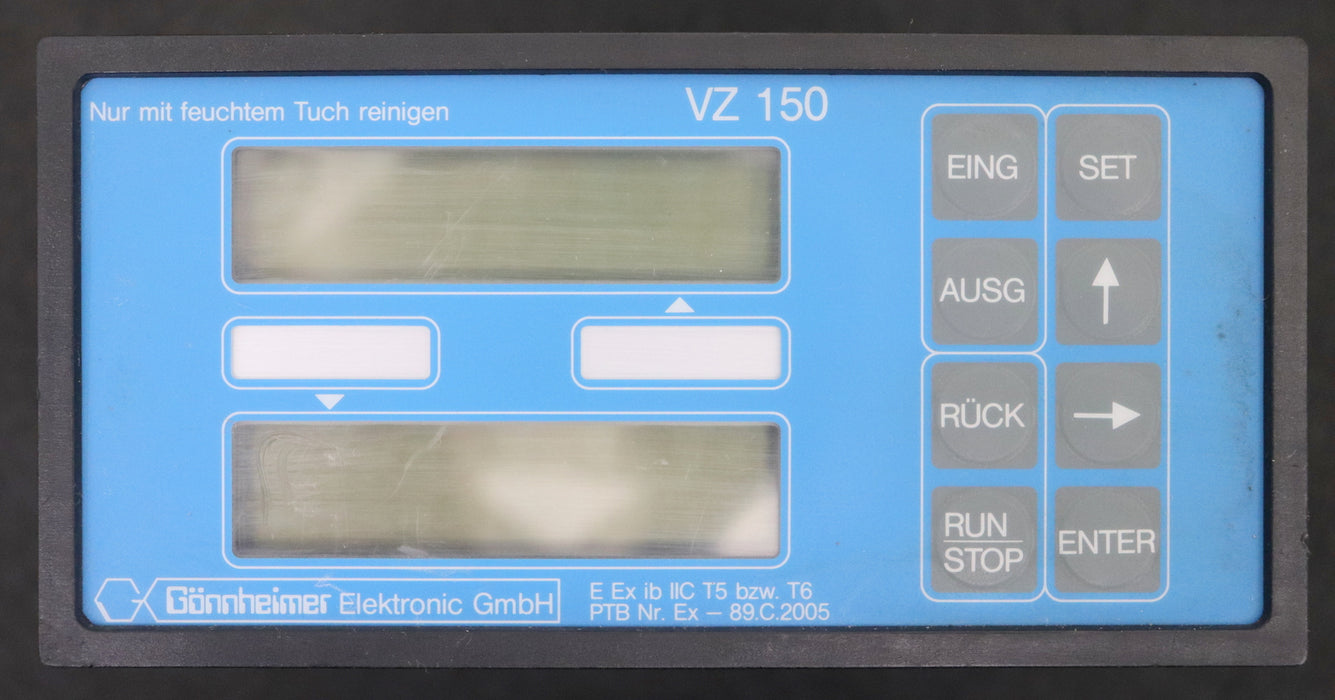 Nur mit feuchtem Tuch reinigen
VZ 150
EING
SET
AUSG
RÜCK
RUN
STOP
ENTER
Gönnheimer Elektronic GmbH
E Ex ib IIC T5 bzw. T6
PTB Nr. Ex – 89.C.2005